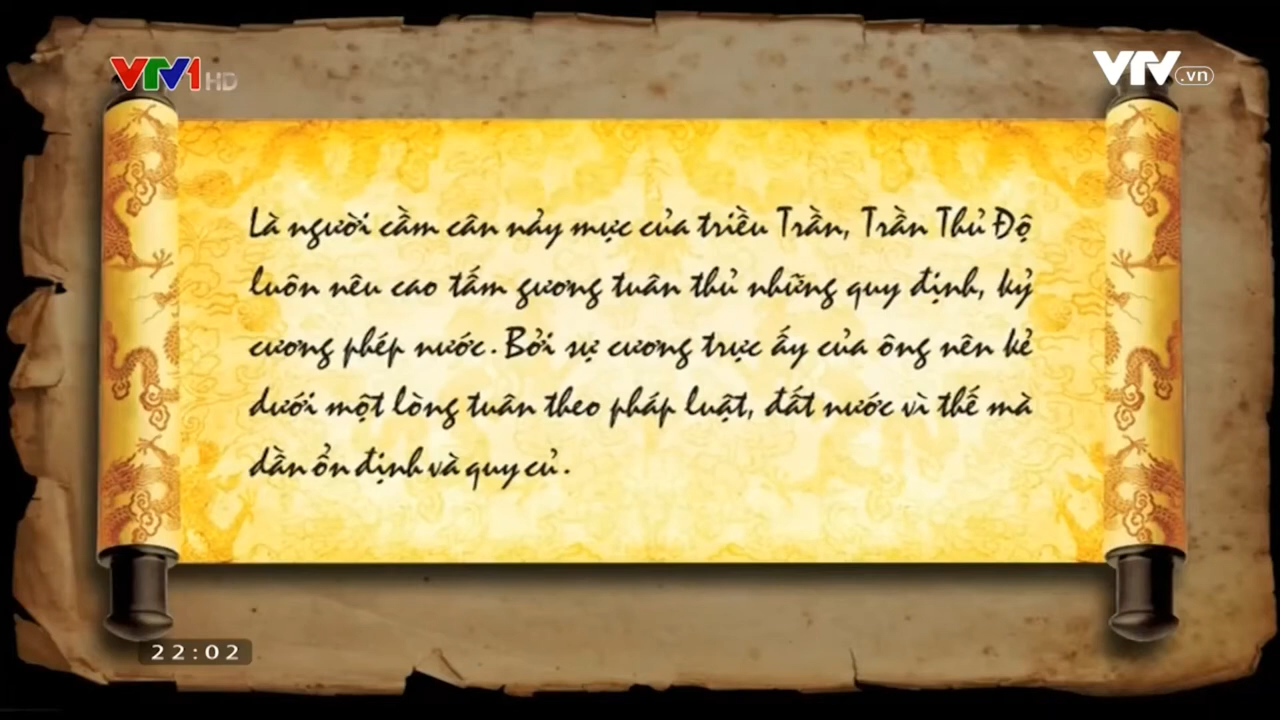 VTV1 HD
VTV.vn
Là người cầm cân nảy mực của triều Trần, Trần Thủ Độ
luôn nêu cao tấm gương tuân thủ những quy định, kỷ
cương phép nước. Bởi sự cương trực ấy của ông nên kẻ
dưới một lòng tuân theo pháp luật, đất nước vì thế mà
dần ổn định và quy củ.
22:02